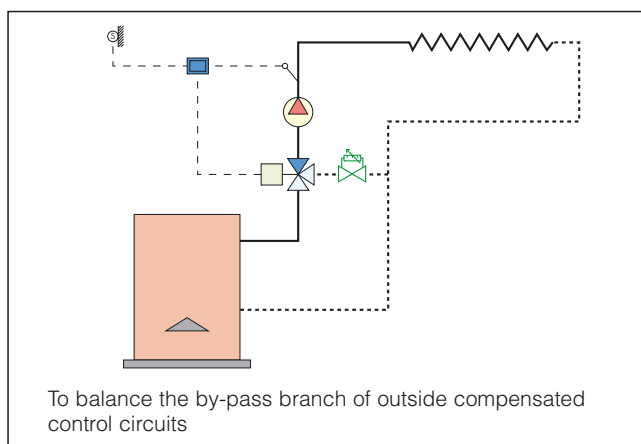 S
To balance the by-pass branch of outside compensated
control circuits